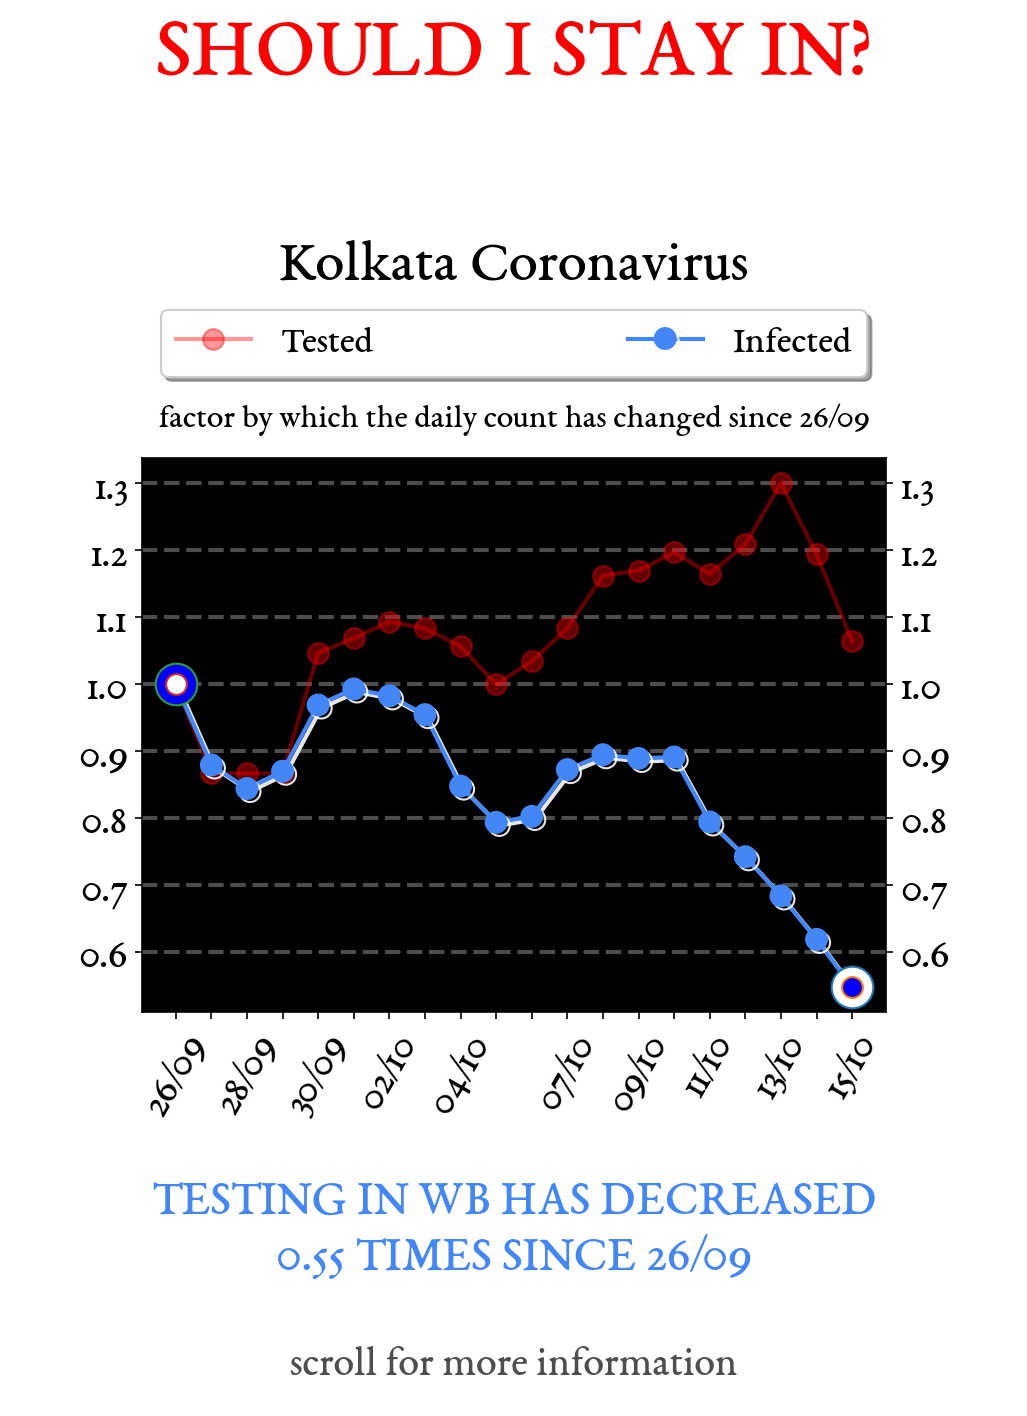 SHOULD I STAY IN?
Kolkata Coronavirus
Tested Infected
factor by which the daily count has changed since 26/09
1.3 1.3
1.2 1.2
1.1 1.1
1.0 1.0
0.9 0.9
0.8 0.8
0.7 0.7
0.6 0.6
26/09 28/09 30/09 02/10 04/10 07/10 09/10 11/10 13/10 15/10
TESTING IN WB HAS DECREASED
0.55 TIMES SINCE 26/09
scroll for more information